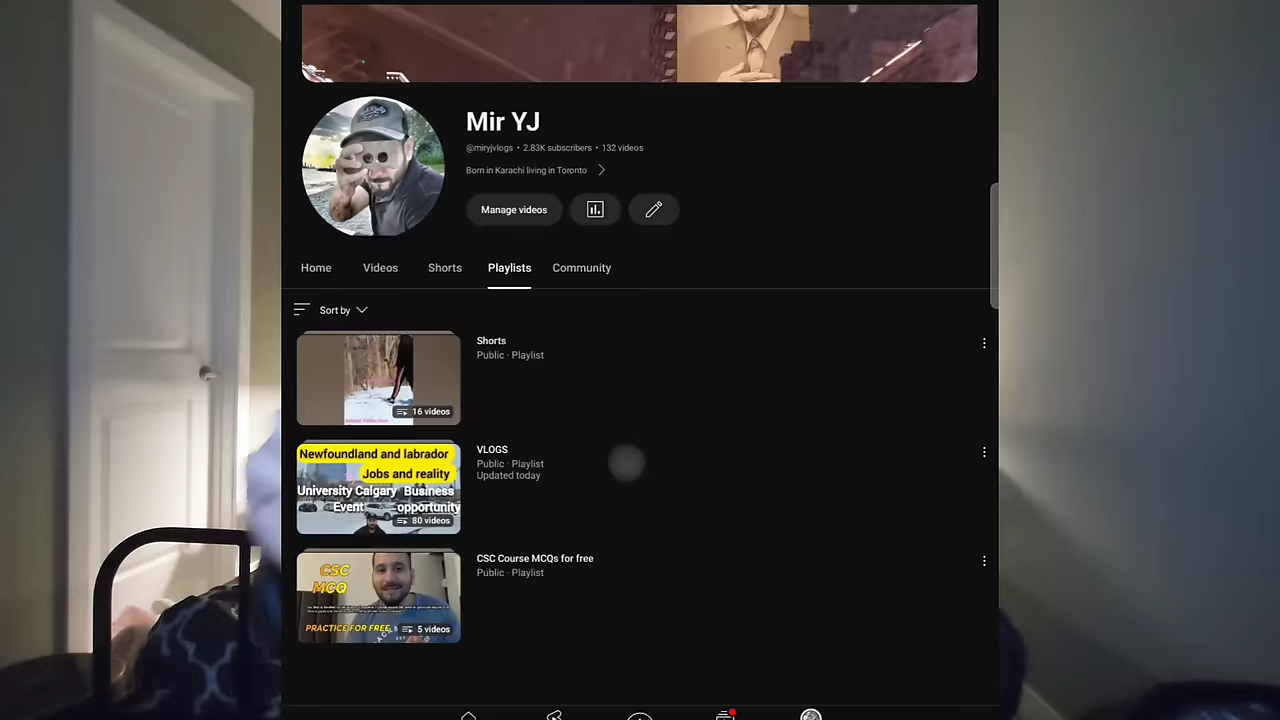 Mir YJ
@miryjvlogs • 2.83K subscribers • 132 videos
Born in Karachi living in Toronto
Manage videos
Home Videos Shorts Playlists Community
Sort by
Shorts
Public · Playlist
16 videos
Newfoundland and labrador
Jobs and reality
University Calgary Business
Event opportunity
80 videos
VLOGS
Public · Playlist
Updated today
CSC
MCQ
PRACTICE FOR FREE
5 videos
CSC Course MCQs for free
Public · Playlist